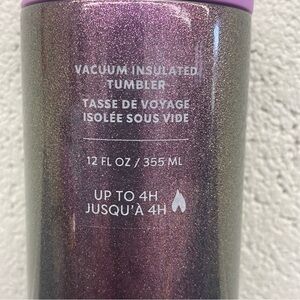 VACUUM INSULATED
TUMBLER
TASSE DE VOYAGE
ISOLÉE SOUS VIDE
12 FL OZ / 355 ML
UP TO 4H
JUSQU'À 4H